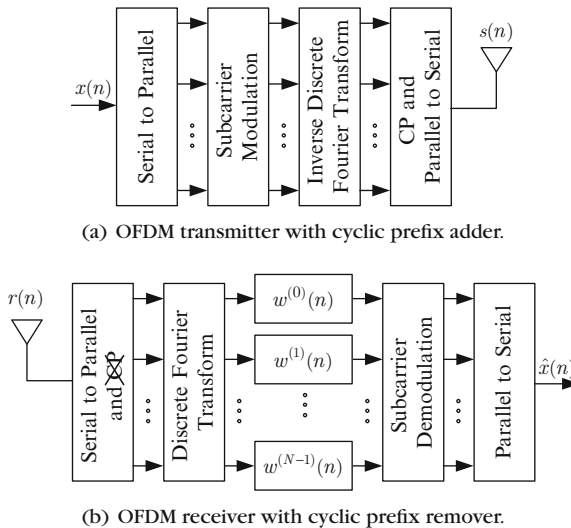 x(n)
Serial to Parallel
Subcarrier
Modulation
Inverse Discrete
Fourier Transform
CP and
Parallel to Serial
s(n)
(a) OFDM transmitter with cyclic prefix adder.
r(n)
Serial to Parallel
and CP
Discrete Fourier
Transform
w^{(0)}(n)
w^{(1)}(n)
w^{(N−1)}(n)
Subcarrier
Demodulation
Parallel to Serial
x̂(n)
(b) OFDM receiver with cyclic prefix remover.